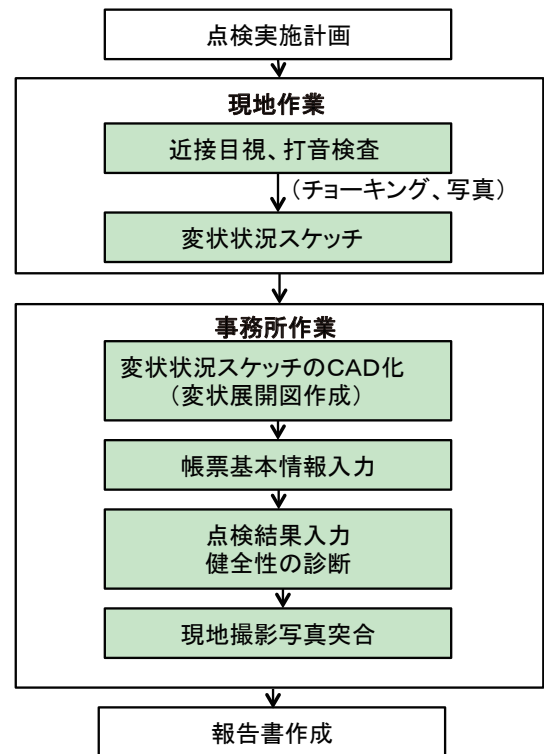 点検実施計画
現地作業
近接目視、打音検査
(チョーキング、写真)
変状状況スケッチ
事務所作業
変状状況スケッチのCAD化
(変状展開図作成)
帳票基本情報入力
点検結果入力
健全性の診断
現地撮影写真突合
報告書作成